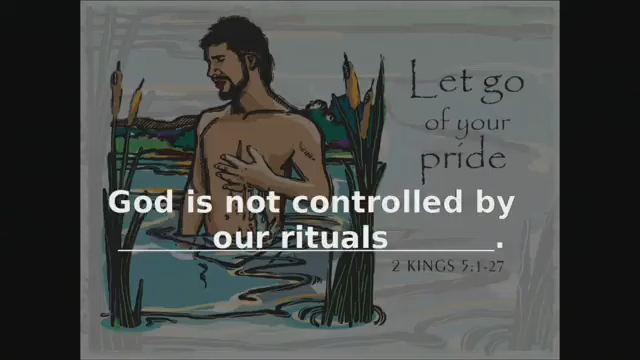 Let go
of your
pride
God is not controlled by
our rituals.
2 KINGS 5:1-27